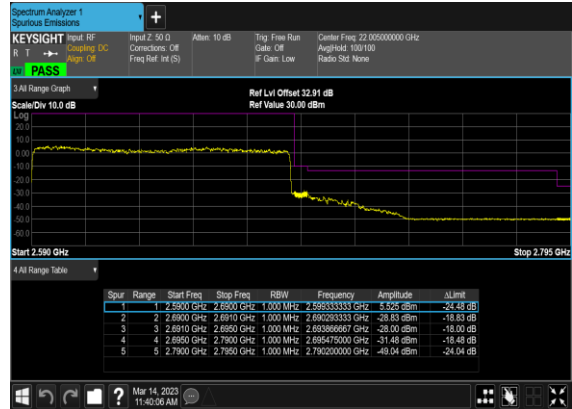 Spectrum Analyzer 1
Spurious Emissions
KEYSIGHT Input: RF Input Z: 50 Ω Atten: 10 dB Trig: Free Run Center Freq: 22.005000000 GHz
R T Coupling: DC Corrections: Off Gate: Off Avg|Hold: 100/100
Align: Off Freq Ref: Int (S) IF Gain: Low Radio Std: None
PASS
3 All Range Graph
Ref Lvl Offset 32.91 dB
Scale/Div 10.0 dB Ref Value 30.00 dBm
Log
20.0
10.0
0.00
-10.0
-20.0
-30.0
-40.0
-50.0
-60.0
Start 2.590 GHz Stop 2.795 GHz
4 All Range Table
Spur Range Start Freq Stop Freq RBW Frequency Amplitude ΔLimit
1 1 2.5900 GHz 2.6900 GHz 1.000 MHz 2.599333333 GHz 5.525 dBm -24.48 dB
2 2 2.6900 GHz 2.6910 GHz 1.000 MHz 2.690293333 GHz -28.83 dBm -18.83 dB
3 3 2.6910 GHz 2.6950 GHz 1.000 MHz 2.693866667 GHz -28.00 dBm -18.00 dB
4 4 2.6950 GHz 2.7900 GHz 1.000 MHz 2.695475000 GHz -31.48 dBm -18.48 dB
5 5 2.7900 GHz 2.7950 GHz 1.000 MHz 2.790200000 GHz -49.04 dBm -24.04 dB
Mar 14, 2023
11:40:06 AM